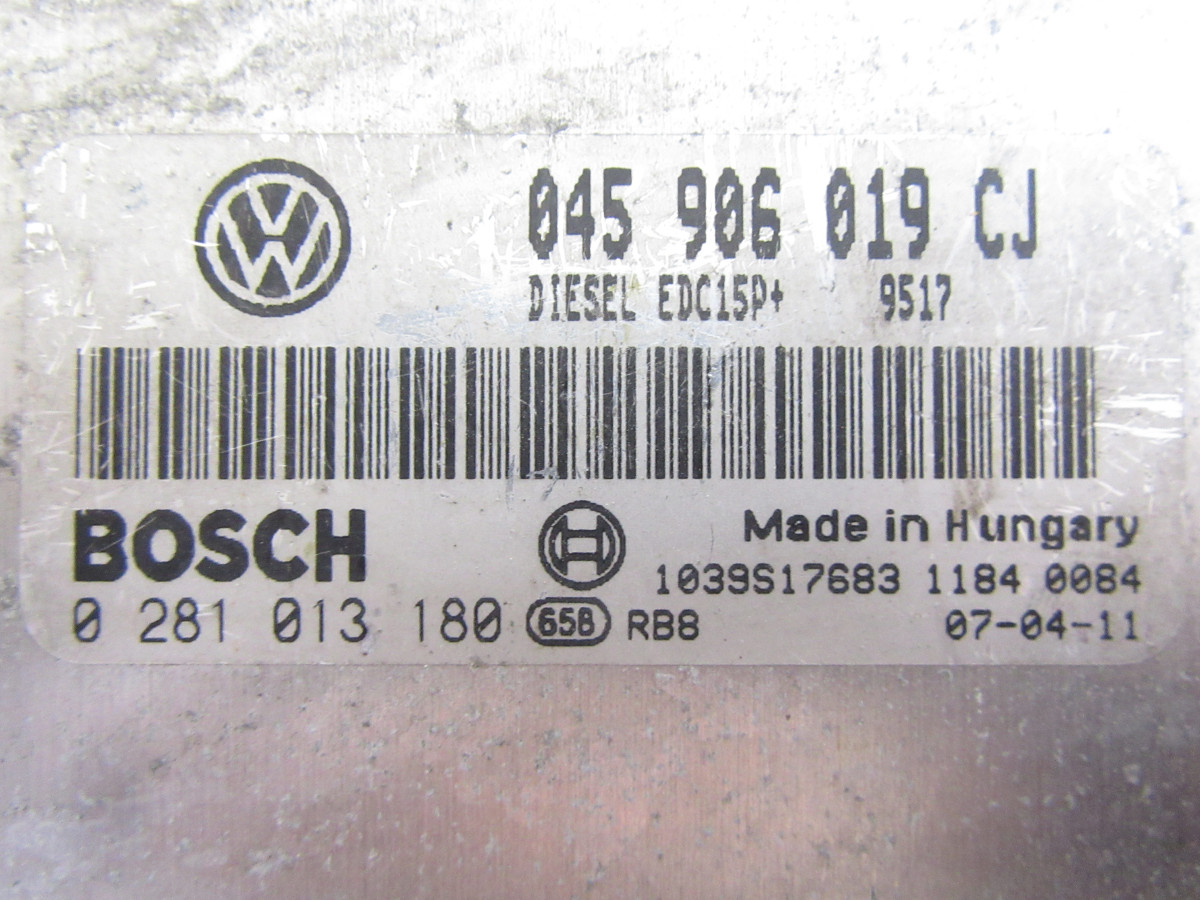 045 906 019 CJ
DIESEL EDC15P+ 9517
BOSCH
Made in Hungary
1039S17683 1184 0084
0 281 013 180 65B RB8 07-04-11